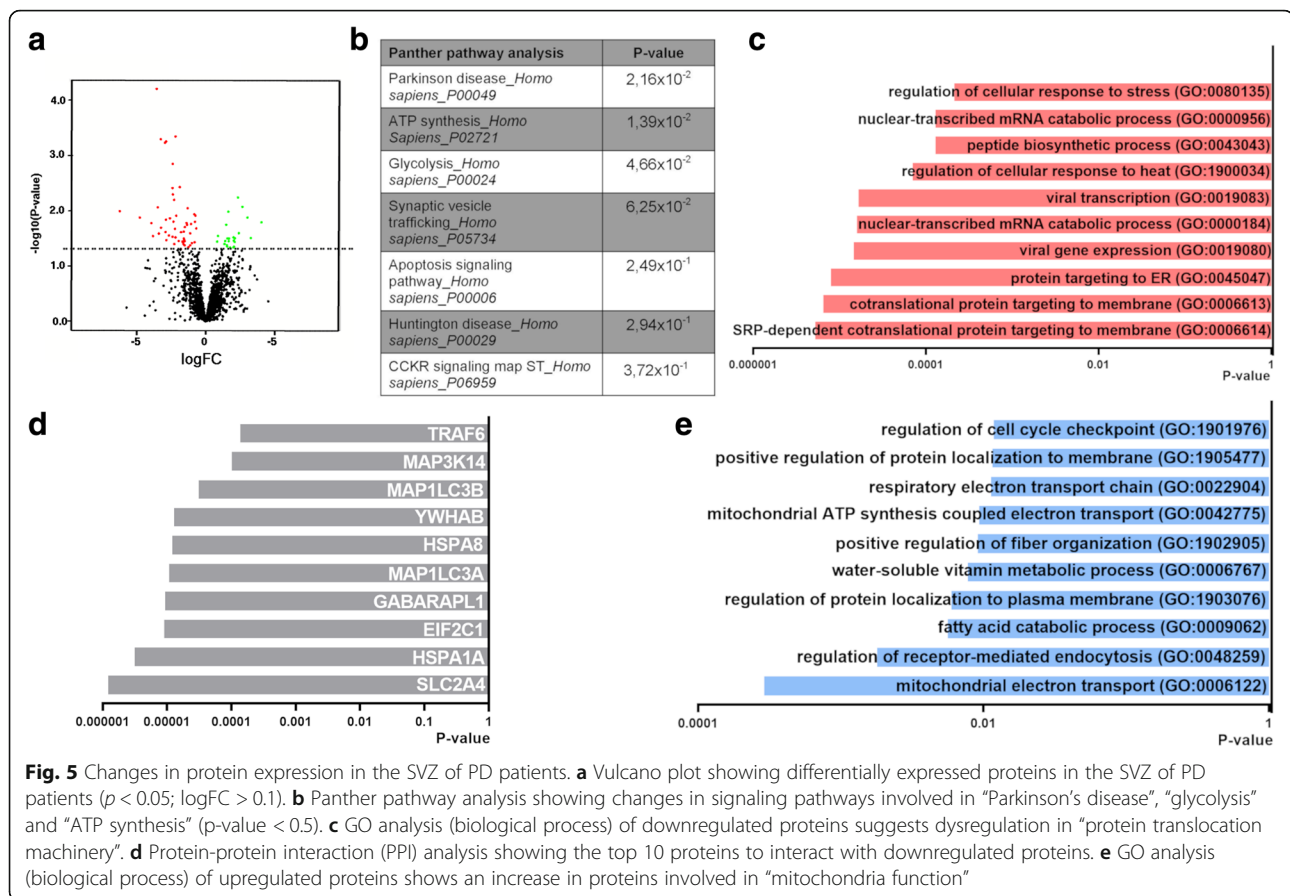 a
4.0
3.0
2.0
1.0
0.0
-log10(P-value)
-5
0
-5
logFC
b
Panther pathway analysis P-value
Parkinson disease_Homo
sapiens_P00049
2,16x10-2
ATP synthesis_Homo
Sapiens_P02721
1,39x10-2
Glycolysis_Homo
sapiens_P00024
4,66x10-2
Synaptic vesicle
trafficking_Homo
sapiens_P05734
6,25x10-2
Apoptosis signaling
pathway_Homo
sapiens_P00006
2,49x10-1
Huntington disease_Homo
sapiens_P00029
2,94x10-1
CCKR signaling map ST_Homo
sapiens_P06959
3,72x10-1
c
regulation of cellular response to stress (GO:0080135)
nuclear-transcribed mRNA catabolic process (GO:0000956)
peptide biosynthetic process (GO:0043043)
regulation of cellular response to heat (GO:1900034)
viral transcription (GO:0019083)
nuclear-transcribed mRNA catabolic process (GO:0000184)
viral gene expression (GO:0019080)
protein targeting to ER (GO:0045047)
cotranslational protein targeting to membrane (GO:0006613)
SRP-dependent cotranslational protein targeting to membrane (GO:0006614)
0.000001 0.0001 0.01 1
P-value
d
TRAF6
MAP3K14
MAP1LC3B
YWHAB
HSPA8
MAP1LC3A
GABARAPL1
EIF2C1
HSPA1A
SLC2A4
0.000001 0.00001 0.0001 0.001 0.01 0.1 1
P-value
e
regulation of cell cycle checkpoint (GO:1901976)
positive regulation of protein localization to membrane (GO:1905477)
respiratory electron transport chain (GO:0022904)
mitochondrial ATP synthesis coupled electron transport (GO:0042775)
positive regulation of fiber organization (GO:1902905)
water-soluble vitamin metabolic process (GO:0006767)
regulation of protein localization to plasma membrane (GO:1903076)
fatty acid catabolic process (GO:0009062)
regulation of receptor-mediated endocytosis (GO:0048259)
mitochondrial electron transport (GO:0006122)
0.0001 0.01 1
P-value
Fig. 5 Changes in protein expression in the SVZ of PD patients. a Vulcano plot showing differentially expressed proteins in the SVZ of PD
patients (p < 0.05; logFC > 0.1). b Panther pathway analysis showing changes in signaling pathways involved in “Parkinson’s disease”, “glycolysis”
and “ATP synthesis” (p-value < 0.5). c GO analysis (biological process) of downregulated proteins suggests dysregulation in “protein translocation
machinery”. d Protein-protein interaction (PPI) analysis showing the top 10 proteins to interact with downregulated proteins. e GO analysis
(biological process) of upregulated proteins shows an increase in proteins involved in “mitochondria function”